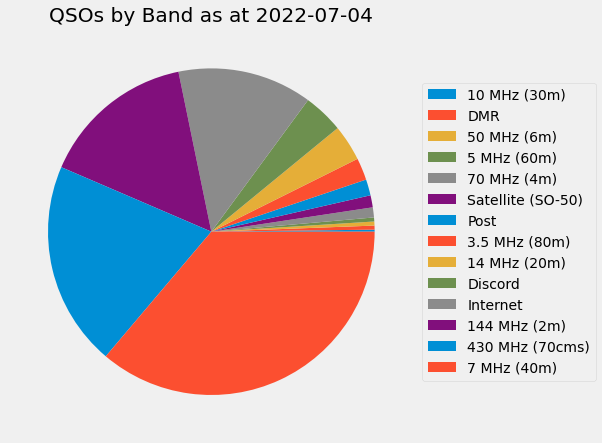 QSOs by Band as at 2022-07-04
10 MHz (30m)
DMR
50 MHz (6m)
5 MHz (60m)
70 MHz (4m)
Satellite (SO-50)
Post
3.5 MHz (80m)
14 MHz (20m)
Discord
Internet
144 MHz (2m)
430 MHz (70cms)
7 MHz (40m)